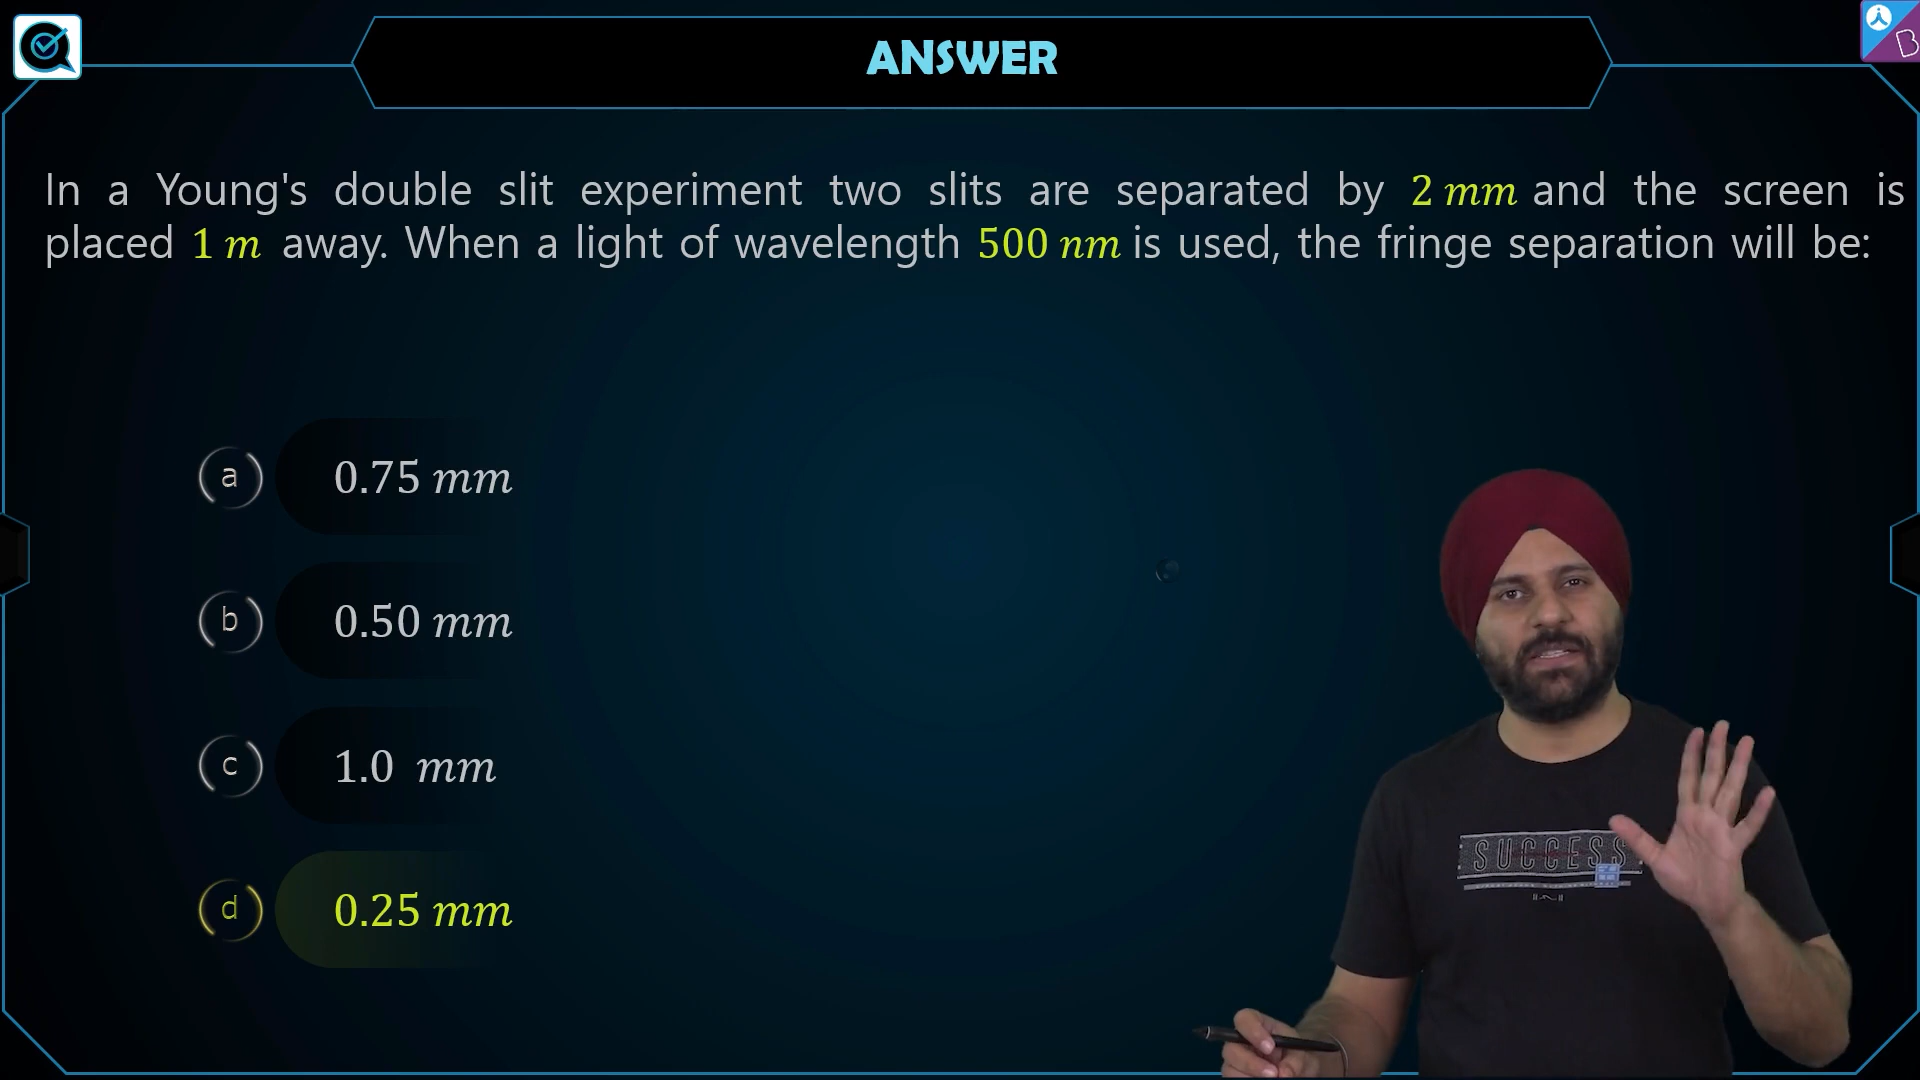 ANSWER
B
In a Young's double slit experiment two slits are separated by 2 mm and the screen is
placed 1 m away. When a light of wavelength 500 nm is used, the fringe separation will be:
a 0.75 mm
b 0.50 mm
c 1.0 mm
d 0.25 mm
SUCCESS